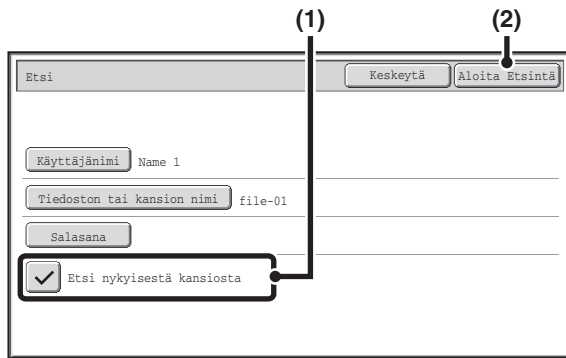 (1) (2)
Etsi Keskeytä Aloita Etsintä
Käyttäjänimi Name 1
Tiedoston tai kansion nimi file-01
Salasana
Etsi nykyisestä kansiosta